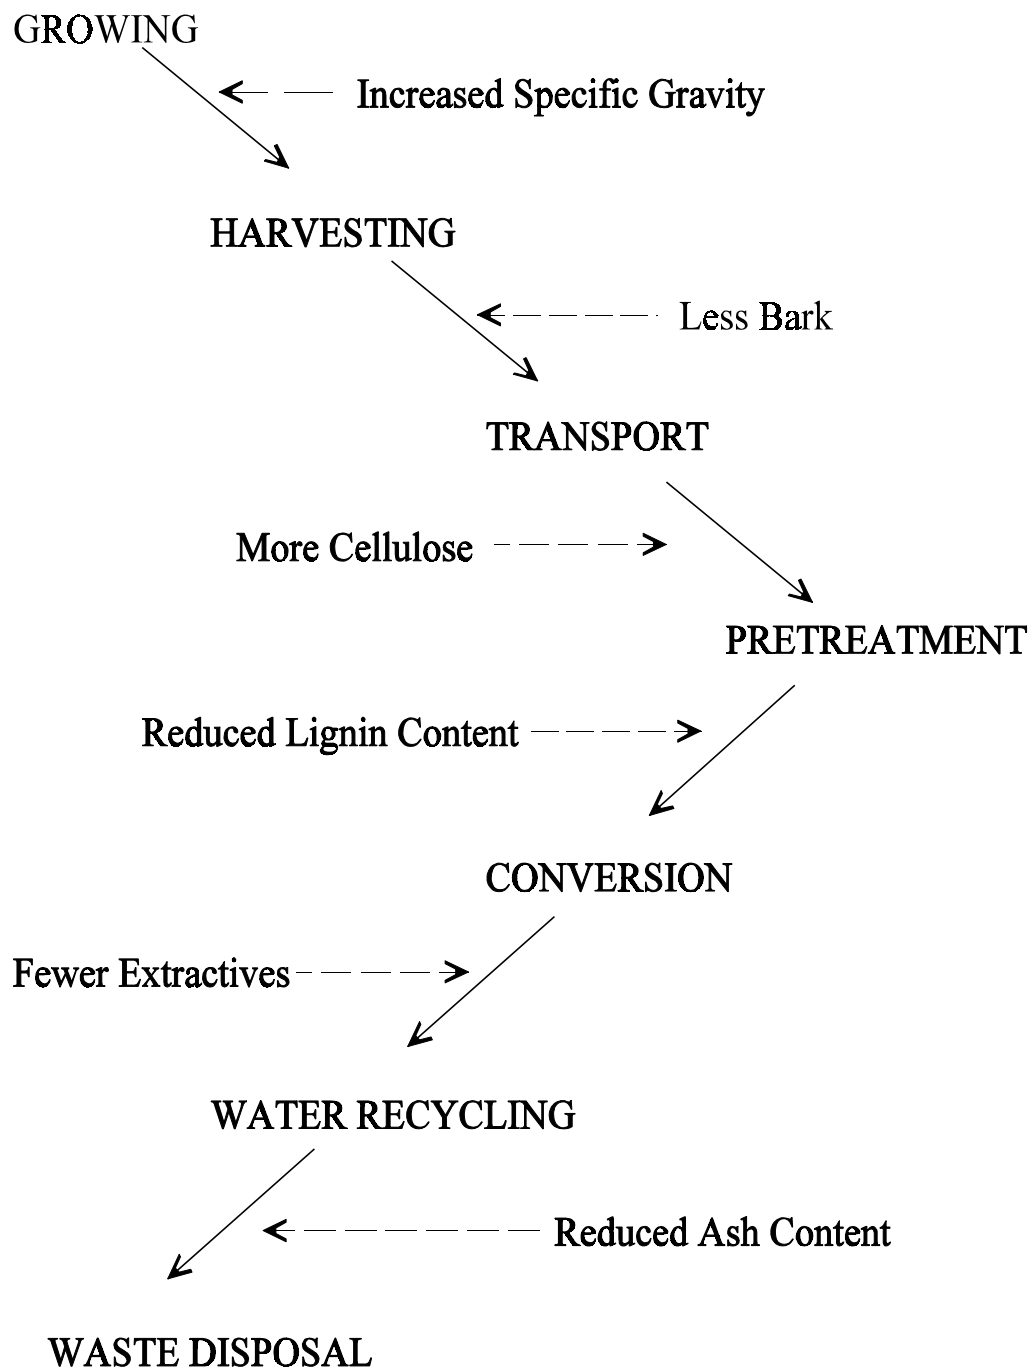 GROWING
Increased Specific Gravity
HARVESTING
Less Bark
TRANSPORT
More Cellulose
PRETREATMENT
Reduced Lignin Content
CONVERSION
Fewer Extractives
WATER RECYCLING
Reduced Ash Content
WASTE DISPOSAL